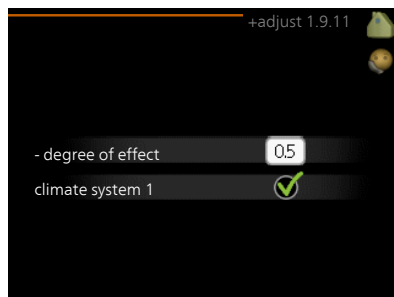 +adjust 1.9.11
- degree of effect 0.5
climate system 1